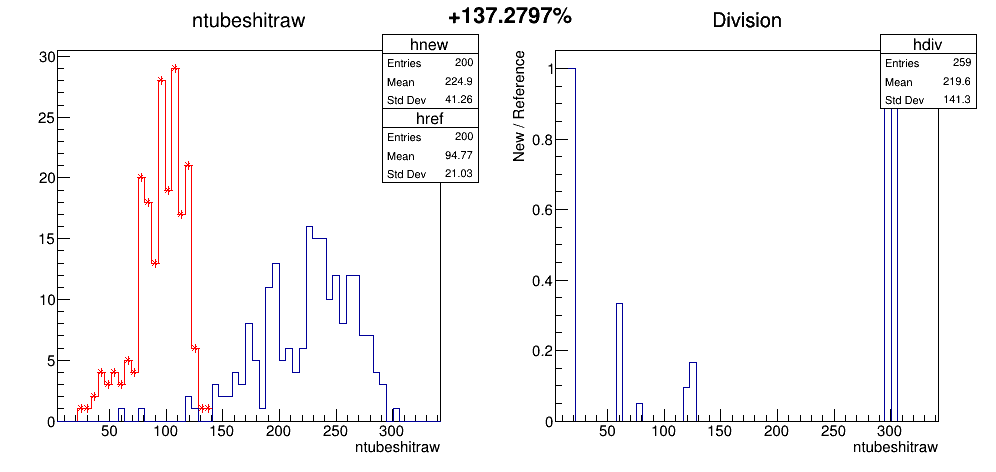 +137.2797%
ntubeshitraw
hnew
Entries 200
Mean 224.9
Std Dev 41.26
href
Entries 200
Mean 94.77
Std Dev 21.03
30
25
20
15
10
5
0
50 100 150 200 250 300
ntubeshitraw
Division
hdiv
Entries 259
Mean 219.6
Std Dev 141.3
New / Reference
1
0.8
0.6
0.4
0.2
0
50 100 150 200 250 300
ntubeshitraw